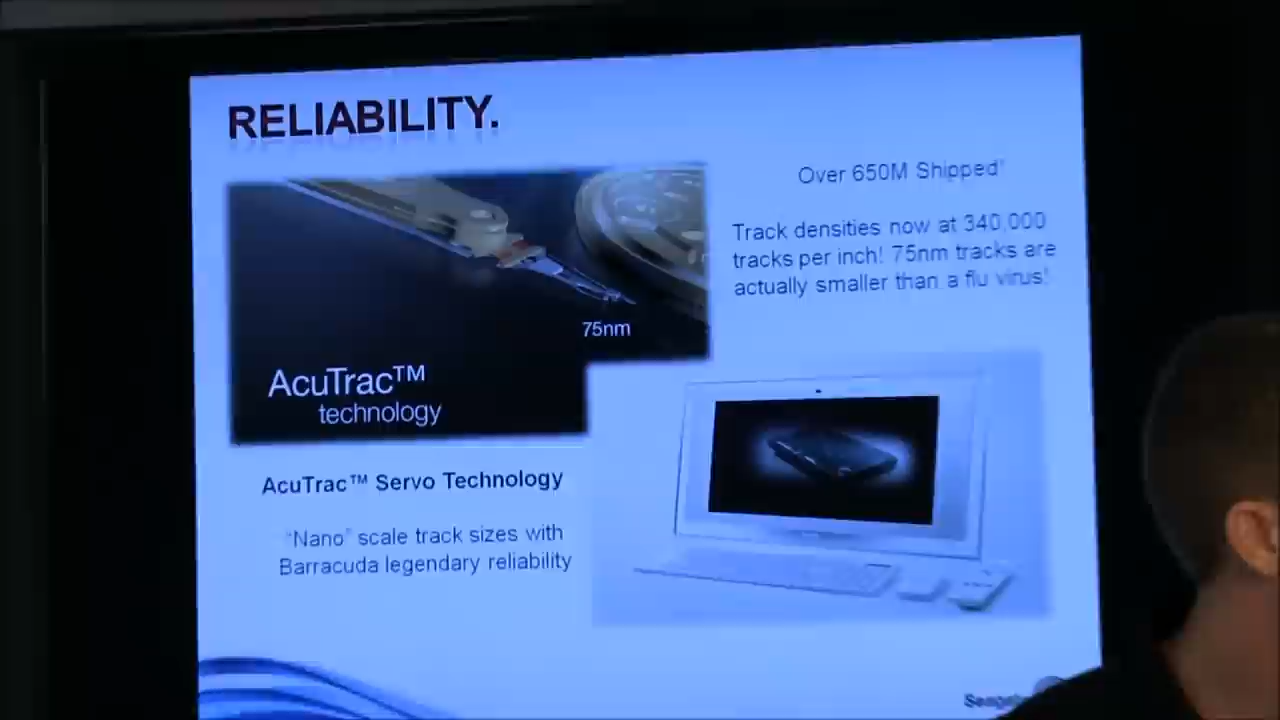 RELIABILITY.
Over 650M Shipped!
Track densities now at 340,000
tracks per inch! 75nm tracks are
actually smaller than a flu virus!
75nm
AcuTrac™
technology
AcuTrac™ Servo Technology
"Nano" scale track sizes with
Barracuda legendary reliability